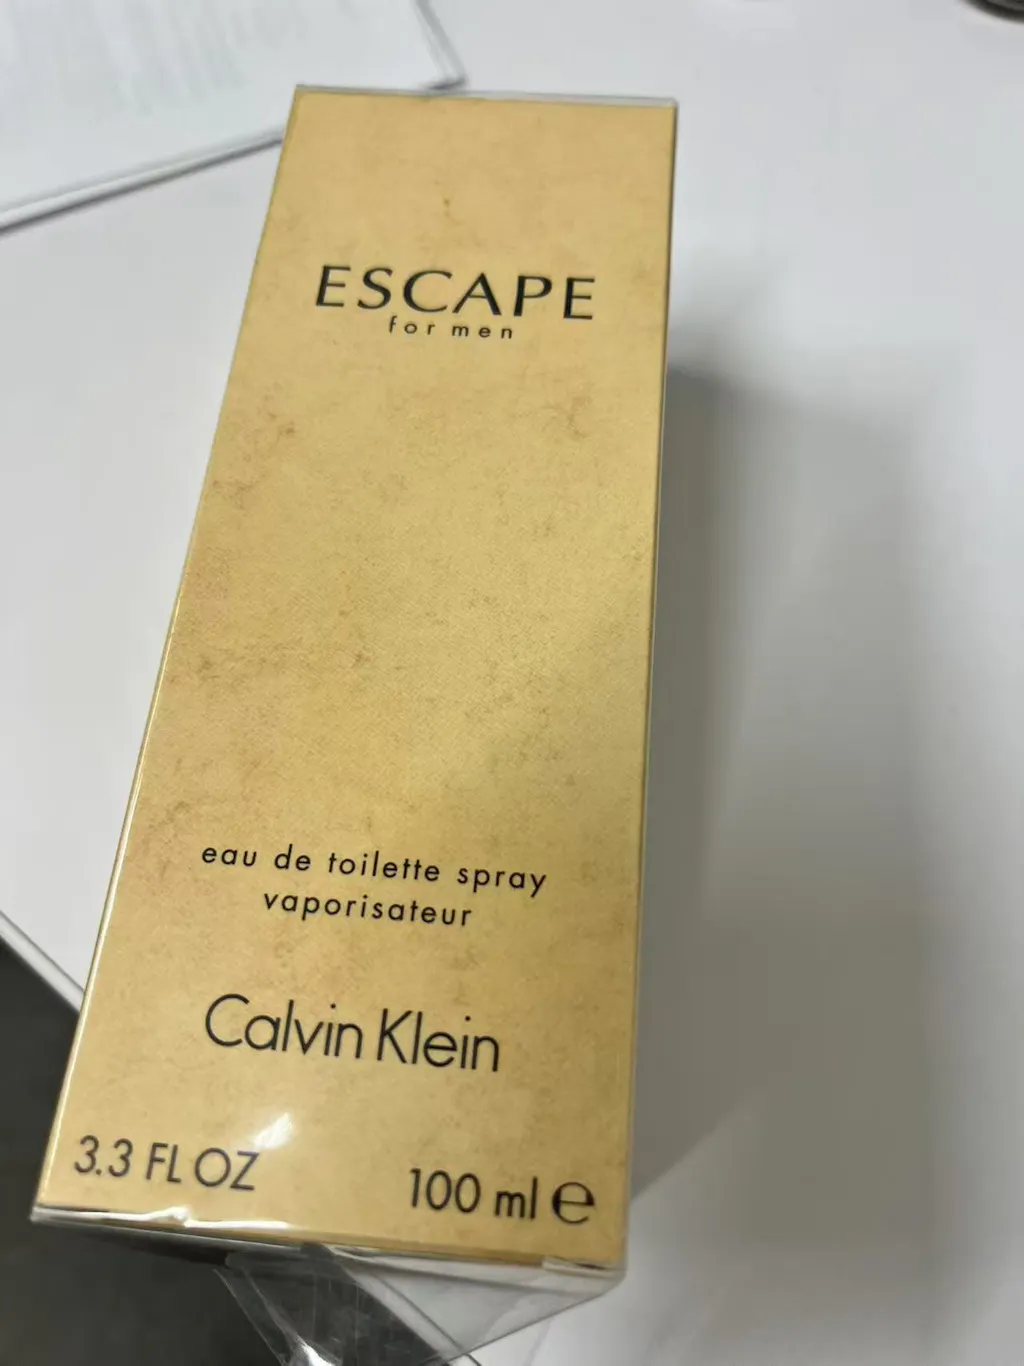 ESCAPE
for men
eau de toilette spray
vaporisateur
Calvin Klein
3.3 FL OZ 100 ml ℮